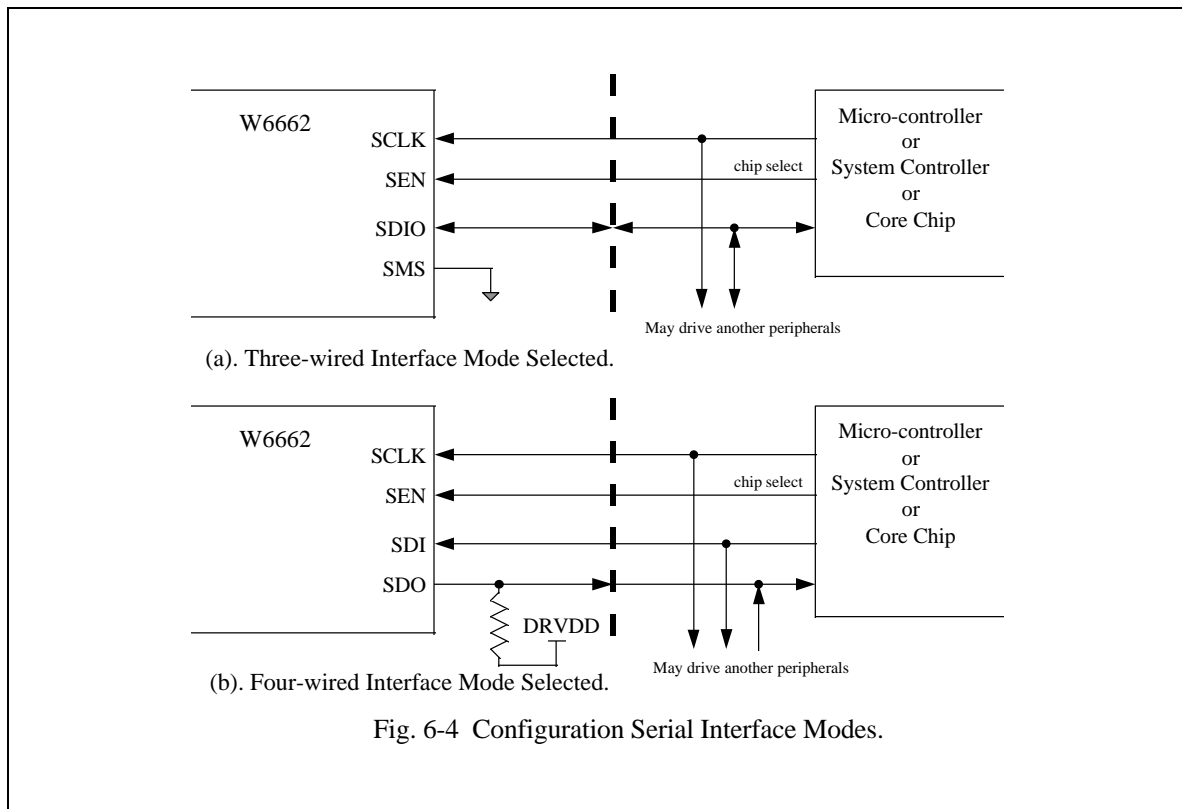 W6662
SCLK
SEN
SDIO
SMS
chip select
Micro-controller
or
System Controller
or
Core Chip
May drive another peripherals
(a). Three-wired Interface Mode Selected.
W6662
SCLK
SEN
SDI
SDO
chip select
Micro-controller
or
System Controller
or
Core Chip
DRVDD
May drive another peripherals
(b). Four-wired Interface Mode Selected.
Fig. 6-4 Configuration Serial Interface Modes.